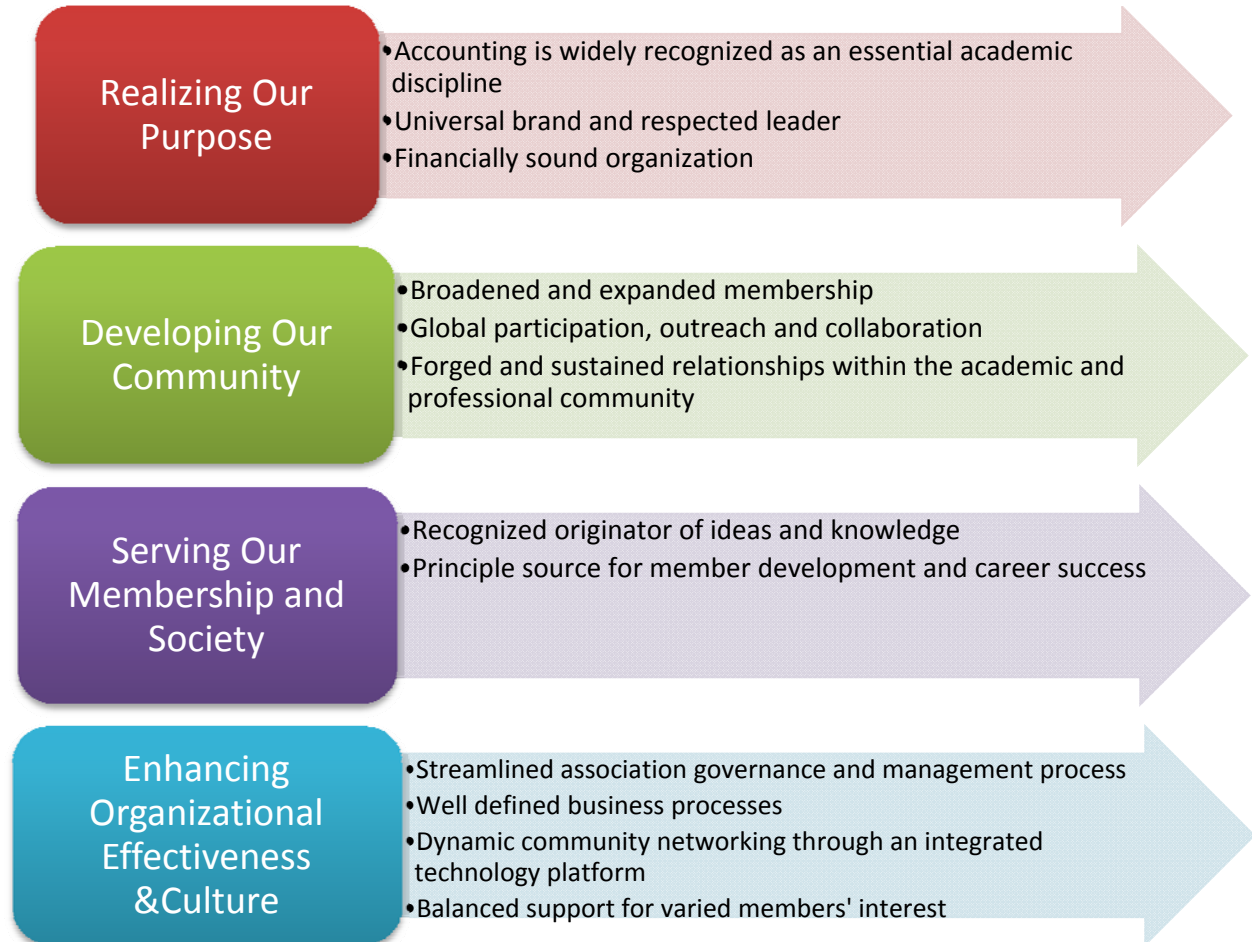 Realizing Our
Purpose
•Accounting is widely recognized as an essential academic
discipline
•Universal brand and respected leader
•Financially sound organization
Developing Our
Community
•Broadened and expanded membership
•Global participation, outreach and collaboration
•Forged and sustained relationships within the academic and
professional community
Serving Our
Membership and
Society
•Recognized originator of ideas and knowledge
•Principle source for member development and career success
Enhancing
Organizational
Effectiveness
&Culture
•Streamlined association governance and management process
•Well defined business processes
•Dynamic community networking through an integrated
technology platform
•Balanced support for varied members' interest